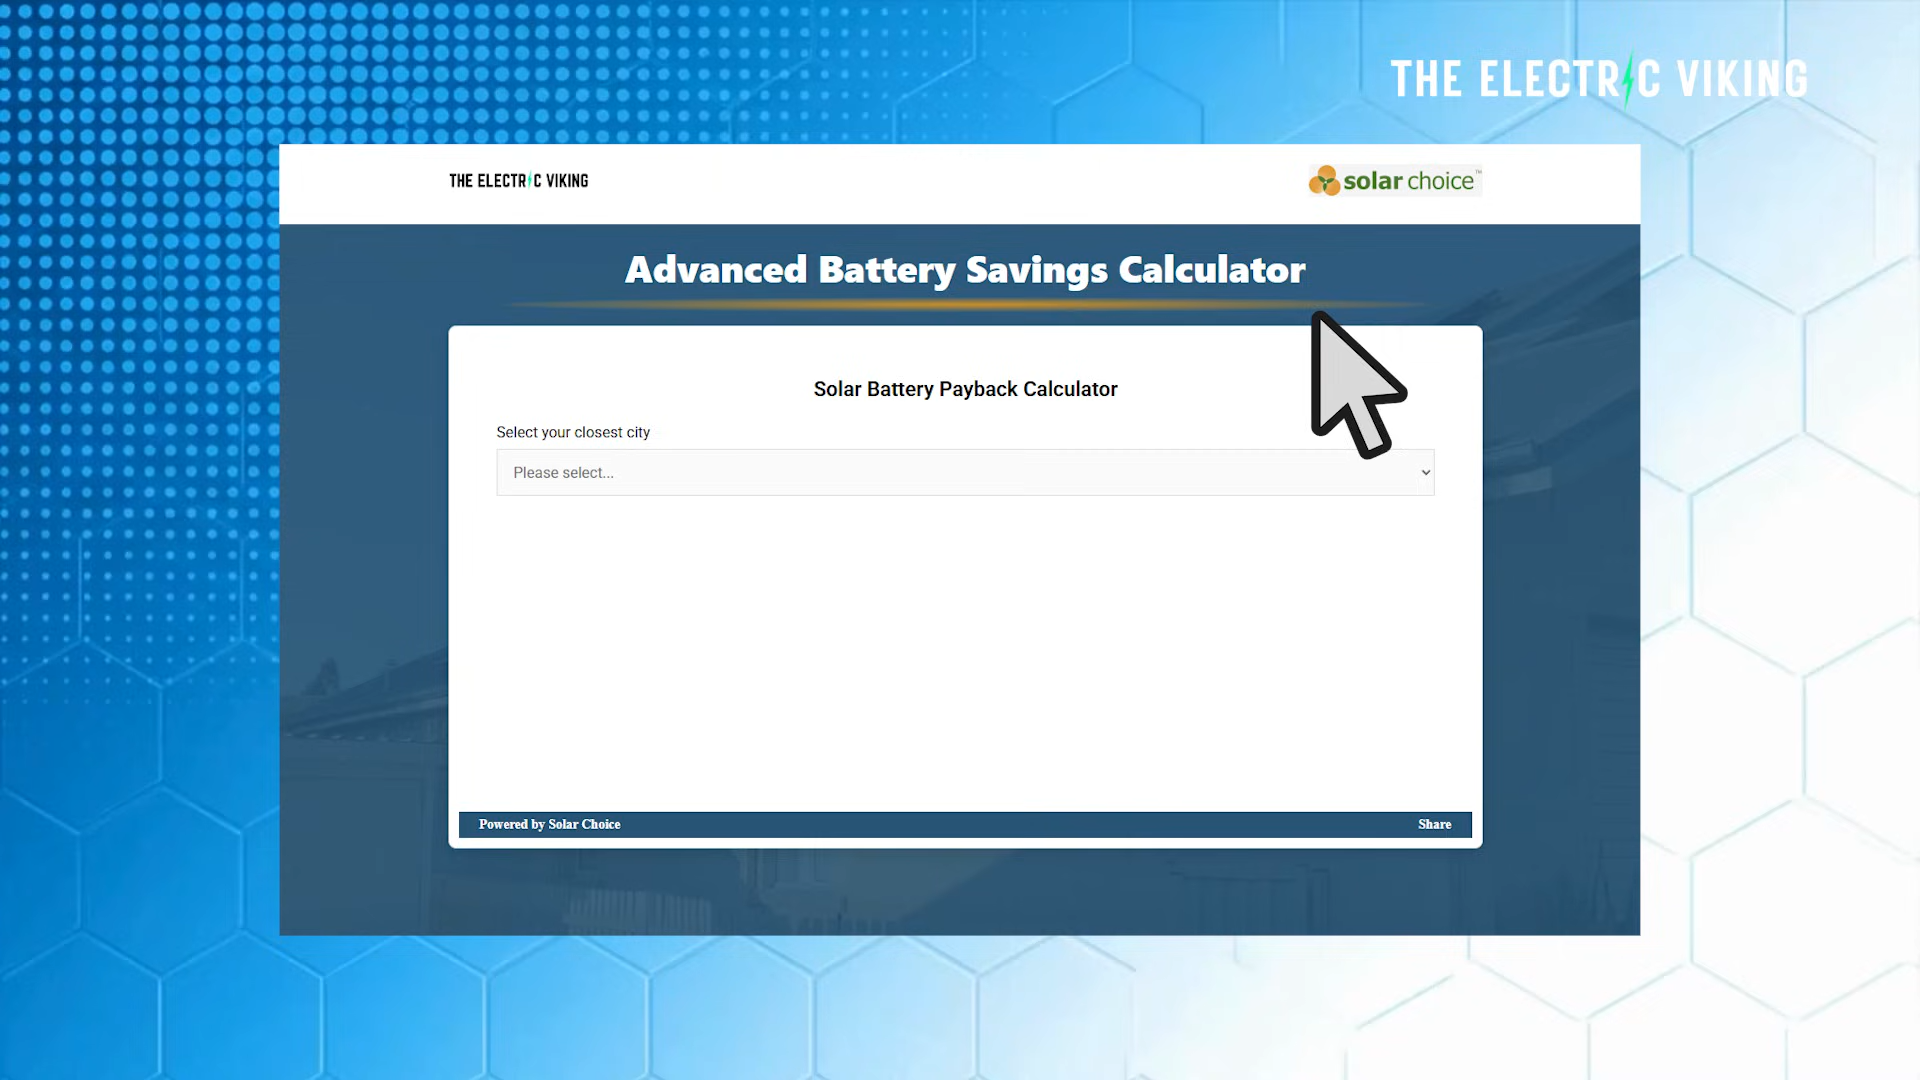 THE ELECTRIC VIKING
THE ELECTRIC VIKING
solar choice™
Advanced Battery Savings Calculator
Solar Battery Payback Calculator
Select your closest city
Please select...
Powered by Solar Choice
Share